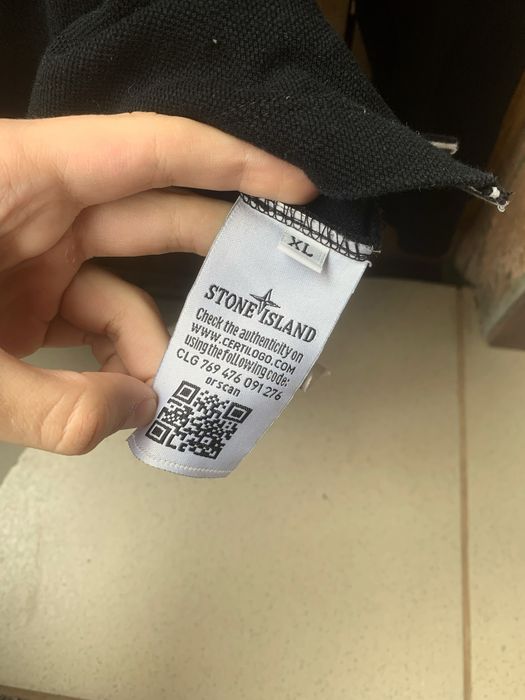 XL
STONE ISLAND
Check the authenticity on
WWW.CERTILOGO.COM
using the following code:
CLG 769 476 091 276
or scan